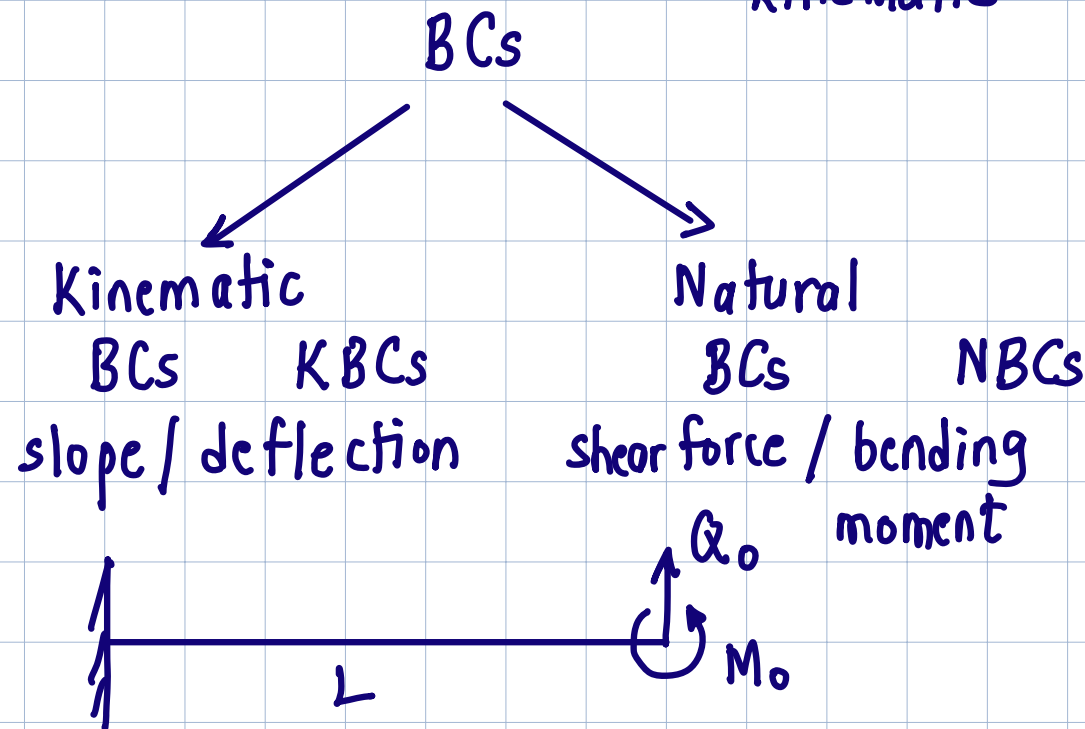 BCs
Kinematic Natural
BCs KBCs BCs NBCs
slope/ deflection shear force / bending
moment
Q₀
M₀
L